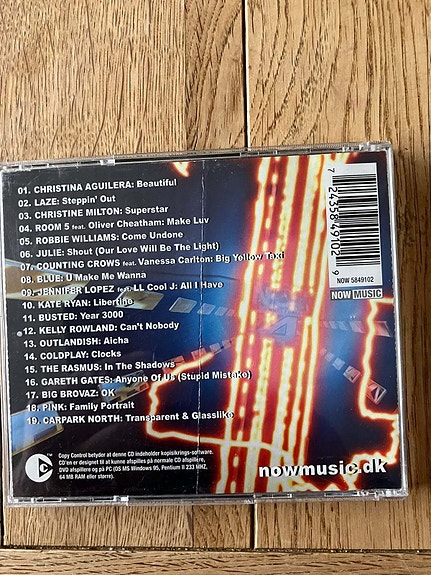 01. CHRISTINA AGUILERA: Beautiful
02. LAZE: Steppin' Out
03. CHRISTINE MILTON: Superstar
04. ROOM 5 feat. Oliver Cheatham: Make Luv
05. ROBBIE WILLIAMS: Come Undone
06. JULIE: Shout (Our Love Will Be The Light)
07. COUNTING CROWS feat. Vanessa Carlton: Big Yellow Taxi
08. BLUE: U Make Me Wanna
09. JENNIFER LOPEZ feat. LL Cool J: All I Have
10. KATE RYAN: Libertine
11. BUSTED: Year 3000
12. KELLY ROWLAND: Can't Nobody
13. OUTLANDISH: Aicha
14. COLDPLAY: Clocks
15. THE RASMUS: In The Shadows
16. GARETH GATES: Anyone Of Us (Stupid Mistake)
17. BIG BROVAZ: OK
18. PINK: Family Portrait
19. CARPARK NORTH: Transparent & Glasslike
7 24358 49102 9
NOW 5849102
NOW MUSIC
Copy Control betyder at denne CD indeholder kopisikrings-software.
CD'en er designet til at kunne afspilles på normale CD afspillere,
DVD afspillere og på PC (OS MS Windows 95, Pentium II 233 MHZ,
64 MB RAM eller større).
nowmusic.dk